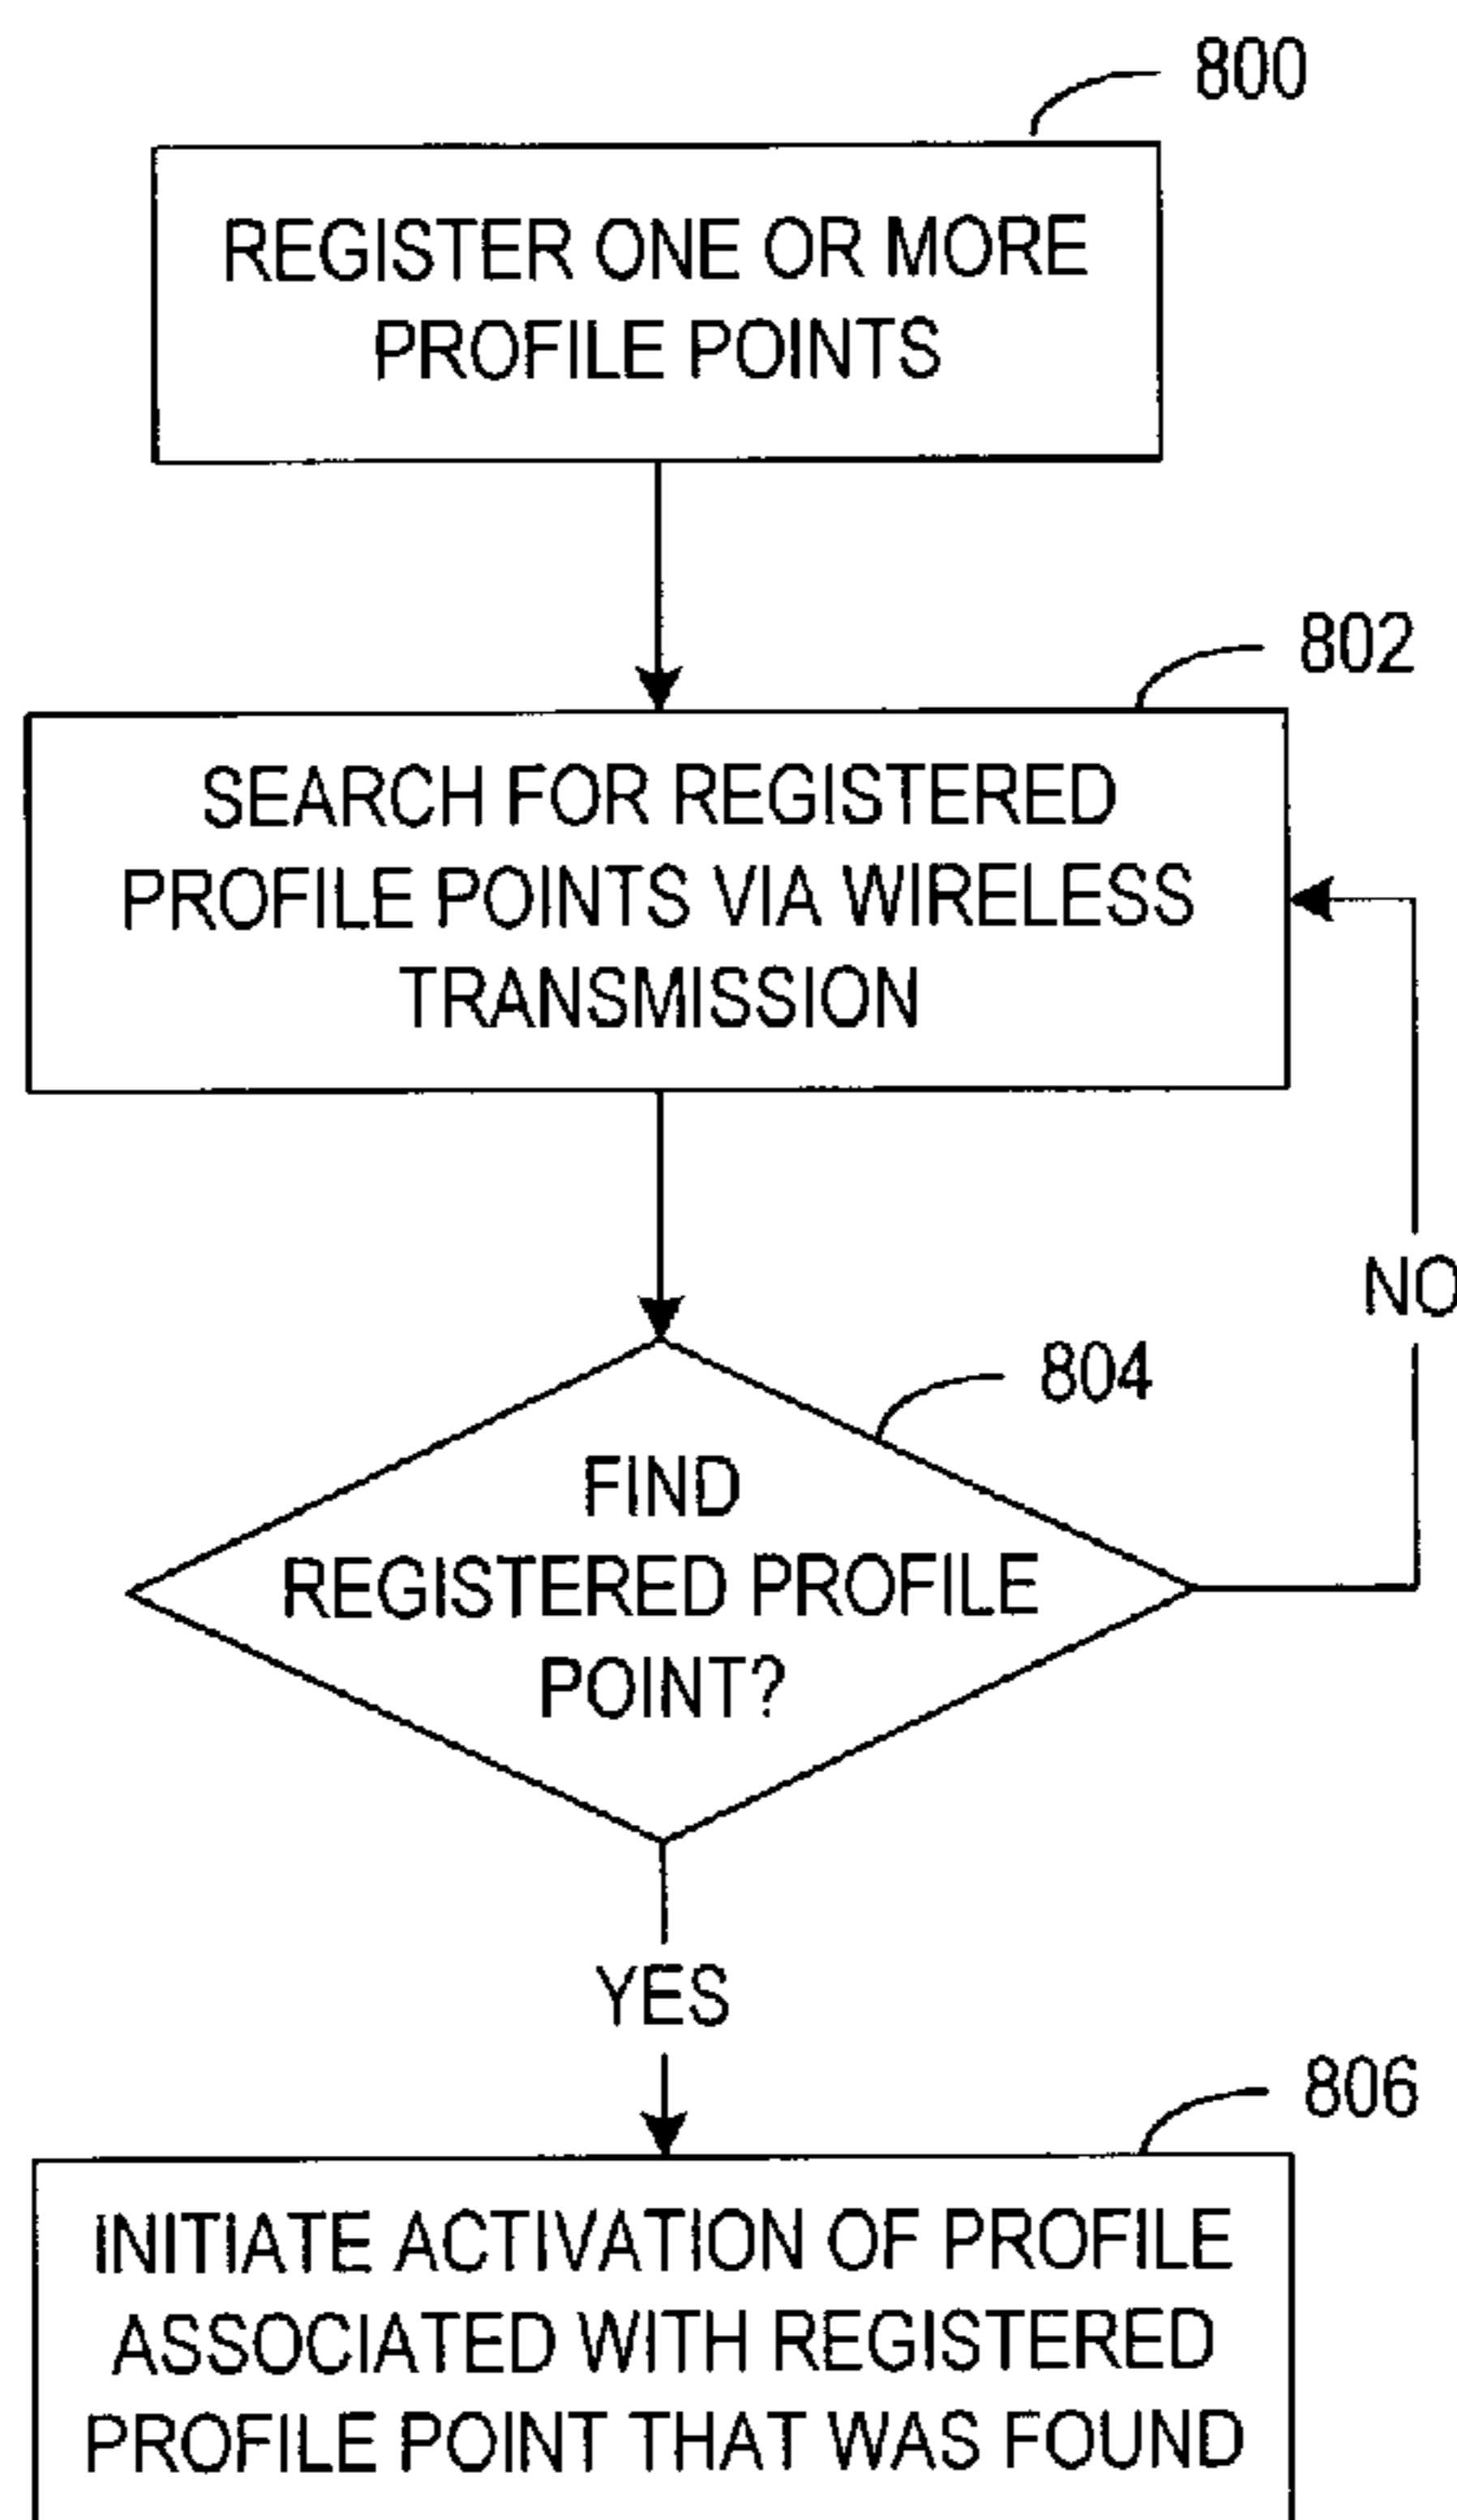 800
REGISTER ONE OR MORE
PROFILE POINTS
802
SEARCH FOR REGISTERED
PROFILE POINTS VIA WIRELESS
TRANSMISSION
NO
804
FIND
REGISTERED PROFILE
POINT?
YES
806
INITIATE ACTIVATION OF PROFILE
ASSOCIATED WITH REGISTERED
PROFILE POINT THAT WAS FOUND